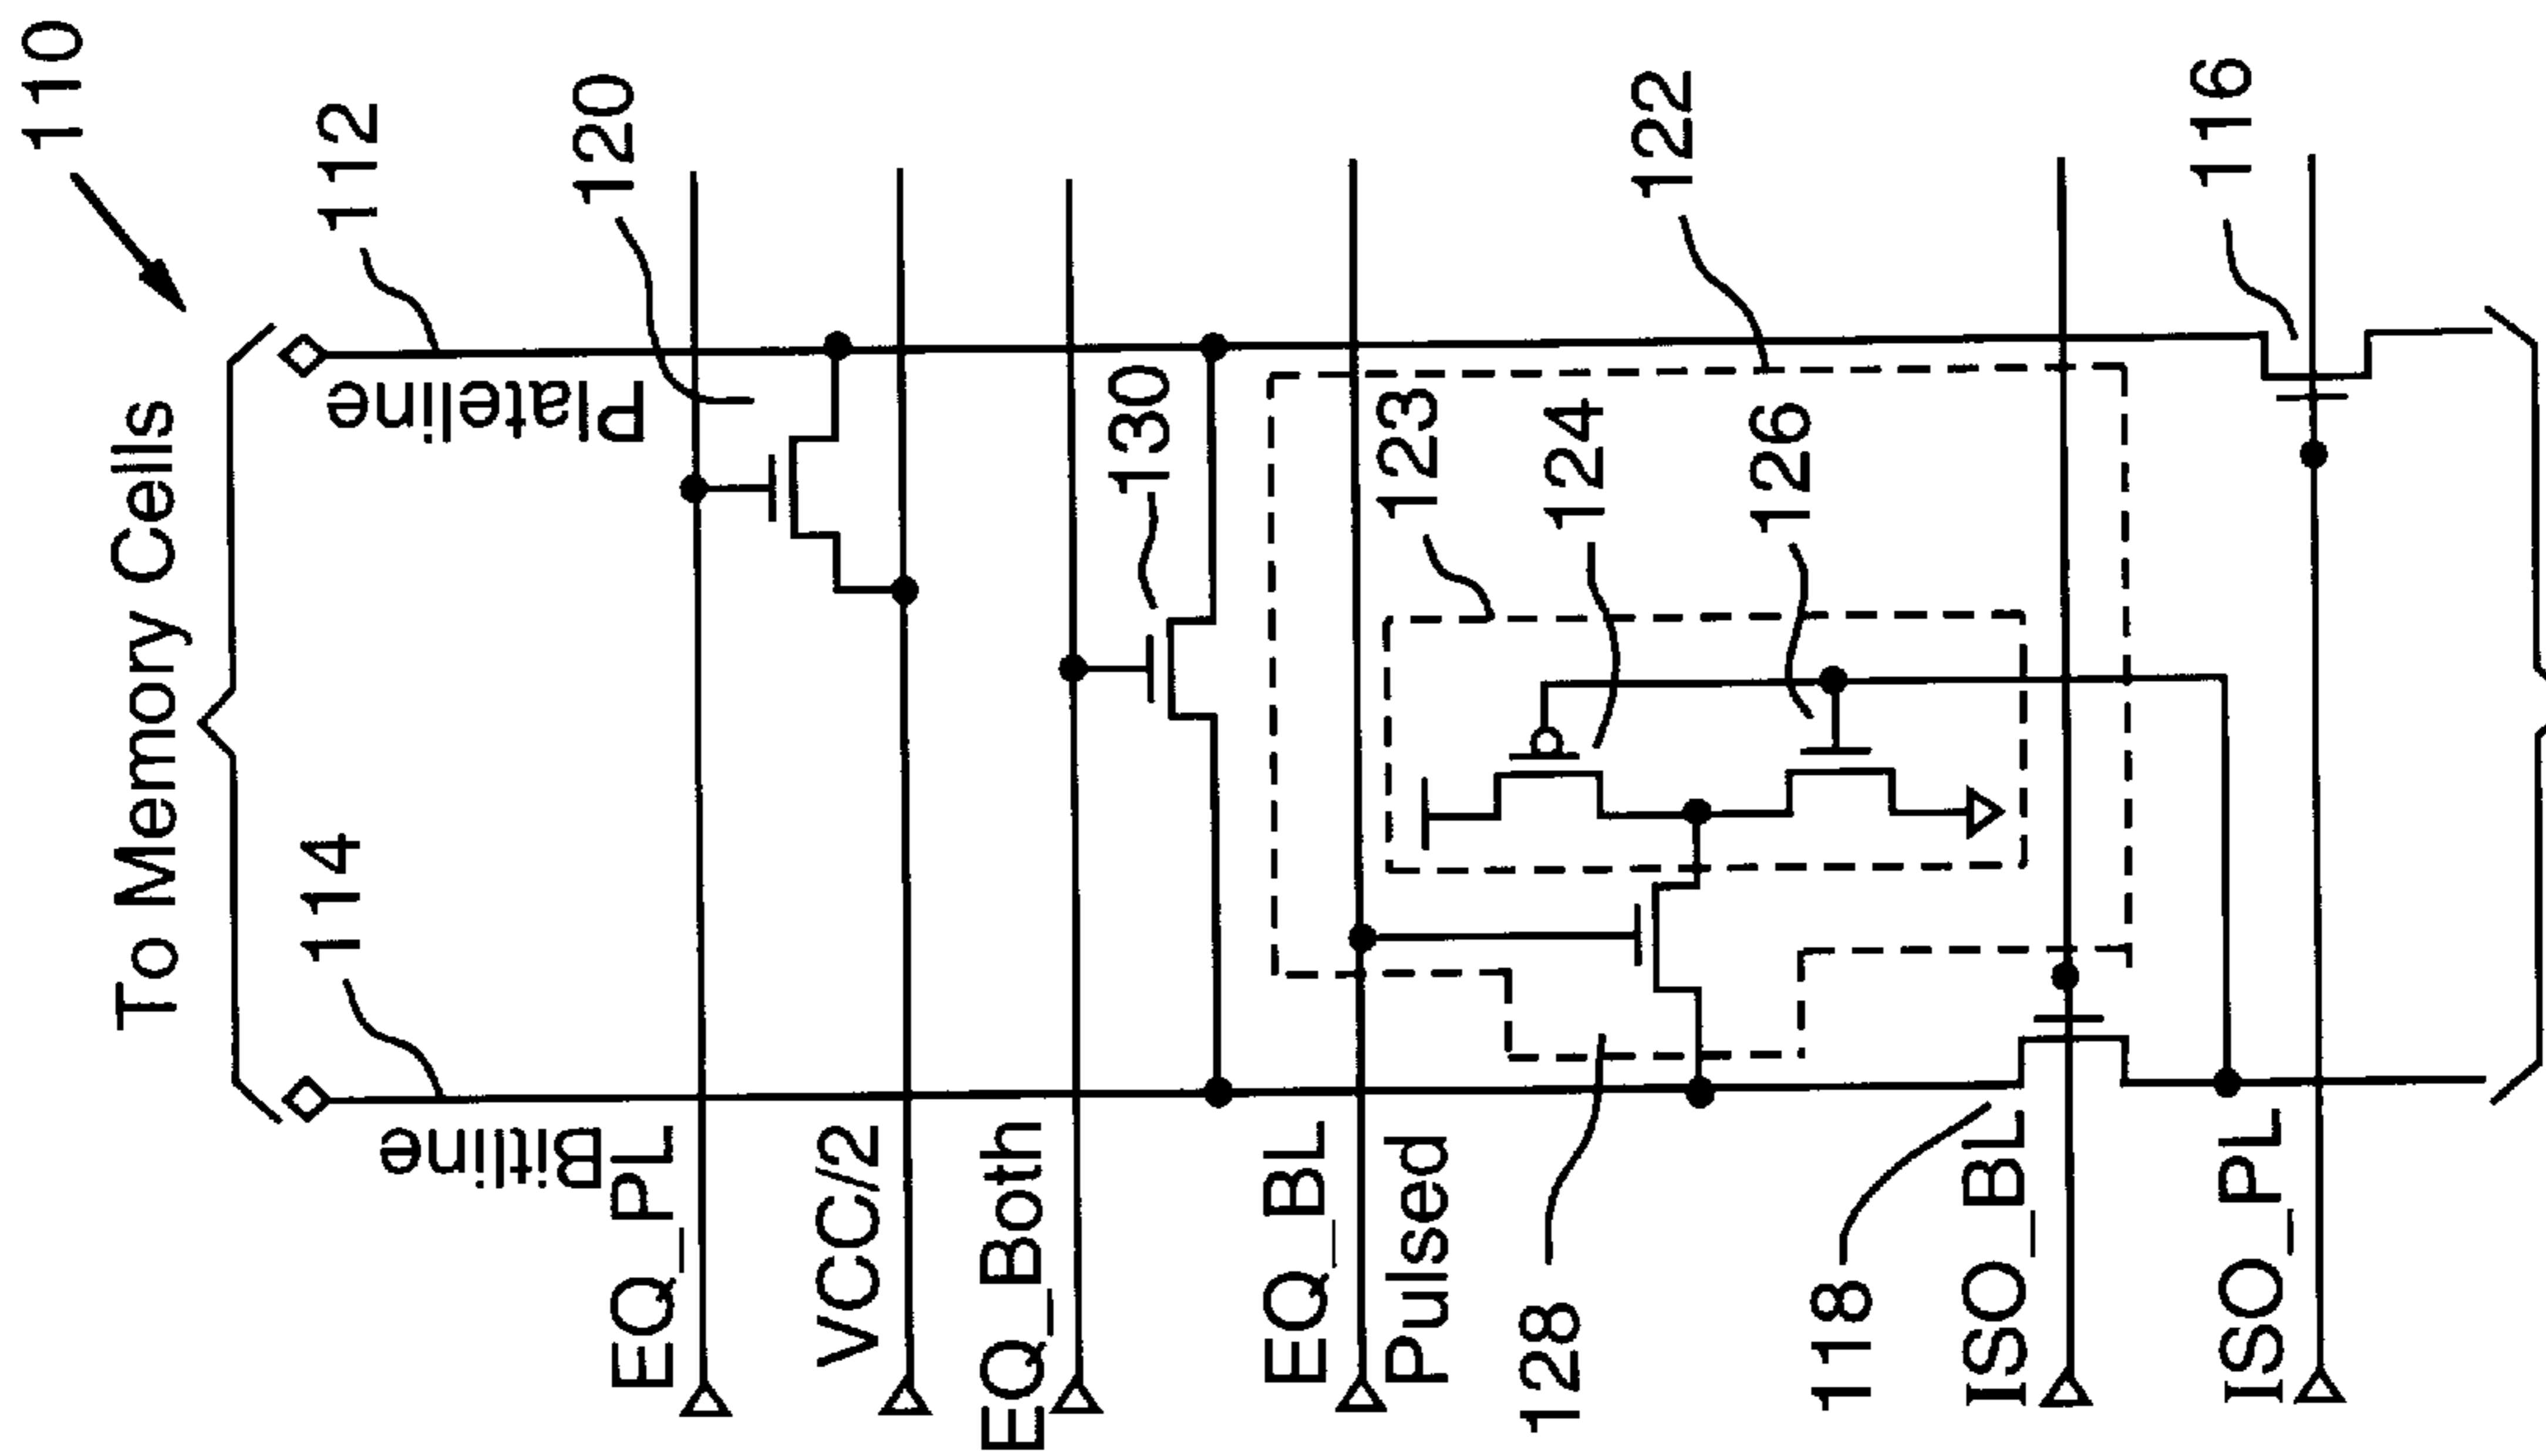 110
To Memory Cells
114
112
Bitline
Plateline
EQ_PL
120
VCC/2
EQ_Both
130
EQ_BL
Pulsed
123
122
124
126
128
118
ISO_BL
ISO_PL
116